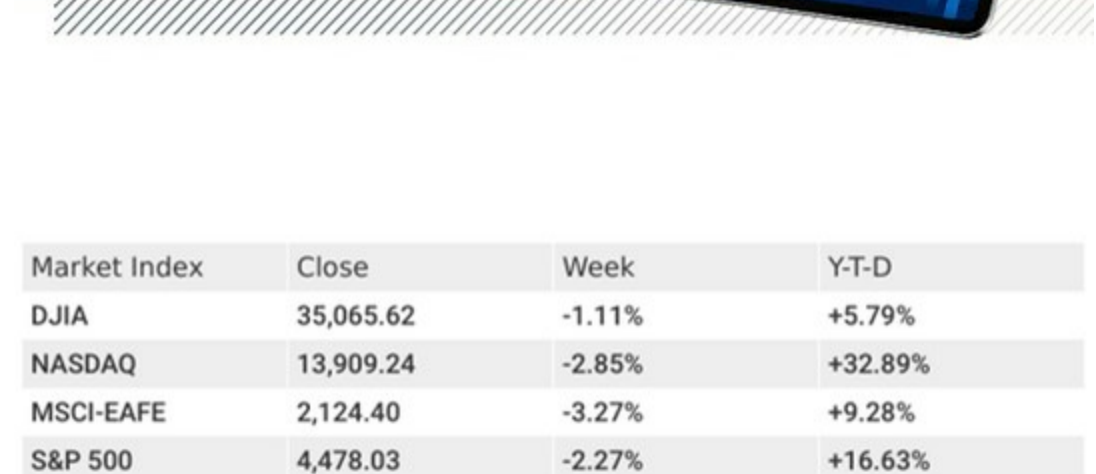 Market Index Close Week Y-T-D
DJIA 35,065.62 -1.11% +5.79%
NASDAQ 13,909.24 -2.85% +32.89%
MSCI-EAFE 2,124.40 -3.27% +9.28%
S&P 500 4,478.03 -2.27% +16.63%